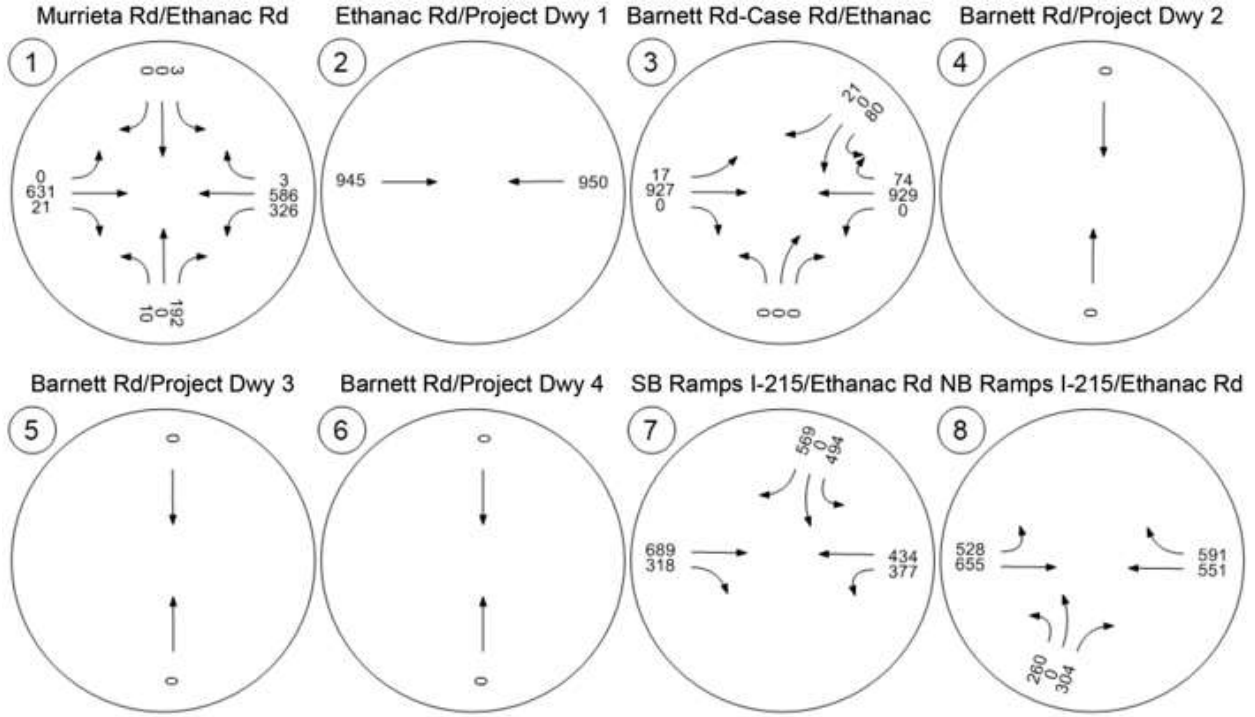 Murrieta Rd/Ethanac Rd
1
0 0 3
0
631
21
3
586
326
10 0 192
Ethanac Rd/Project Dwy 1
2
945
950
Barnett Rd-Case Rd/Ethanac
3
21 0 80
17
927
0
74
929
0
0 0 0
Barnett Rd/Project Dwy 2
4
0
0
Barnett Rd/Project Dwy 3
5
0
0
Barnett Rd/Project Dwy 4
6
0
0
SB Ramps I-215/Ethanac Rd
7
569 0 494
689
318
434
377
NB Ramps I-215/Ethanac Rd
8
528
655
591
551
260 0 304